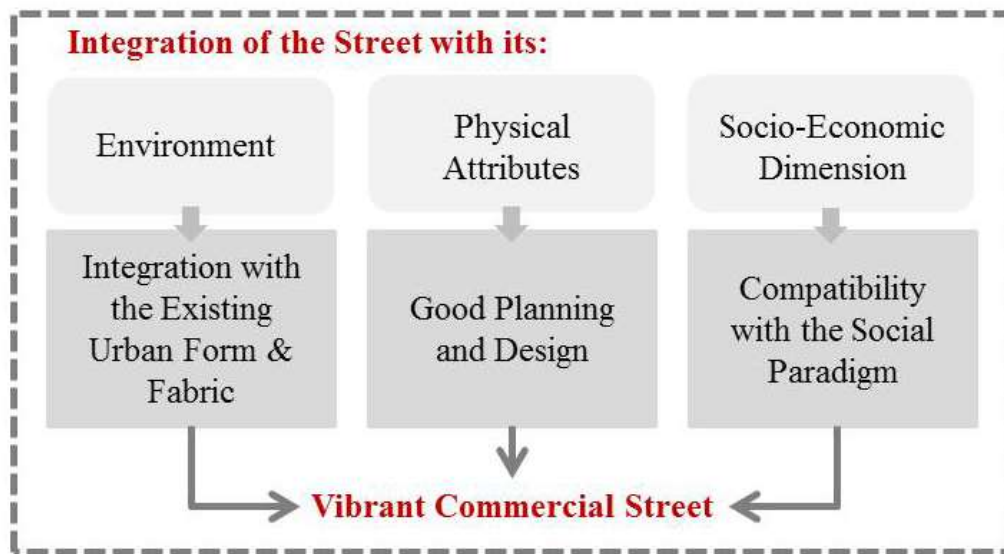 Integration of the Street with its:
Environment
Physical
Attributes
Socio-Economic
Dimension
Integration with
the Existing
Urban Form &
Fabric
Good Planning
and Design
Compatibility
with the Social
Paradigm
Vibrant Commercial Street